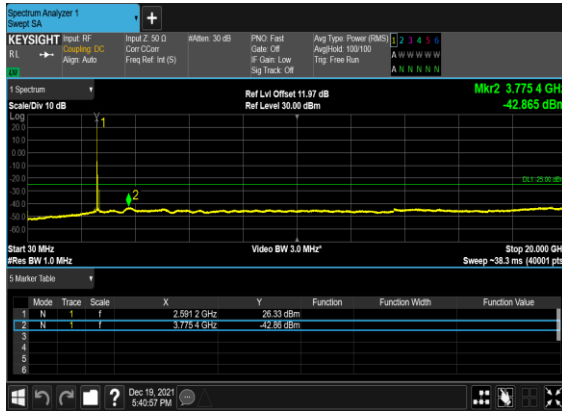 Spectrum Analyzer 1
Swept SA
KEYSIGHT
RL
Input: RF
Coupling: DC
Align: Auto
Input Z: 50 Ω
Corr CCorr
Freq Ref: Int (S)
#Atten: 30 dB
PNO: Fast
Gate: Off
IF Gain: Low
Sig Track: Off
Avg Type: Power (RMS)
Avg|Hold: 100/100
Trig: Free Run
1 2 3 4 5 6
A W W W W W
A N N N N N
1 Spectrum
Scale/Div 10 dB
Ref Lvl Offset 11.97 dB
Ref Level 30.00 dBm
Mkr2 3.775 4 GHz
-42.865 dBm
Log
20.0
10.0
0.00
-10.0
-20.0
-30.0
-40.0
-50.0
-60.0
1
2
DL1 -25.00 dBm
Start 30 MHz
#Res BW 1.0 MHz
Video BW 3.0 MHz*
Stop 20.000 GHz
Sweep ~38.3 ms (40001 pts)
5 Marker Table
Mode Trace Scale X Y Function Function Width Function Value
1 N 1 f 2.591 2 GHz 26.33 dBm
2 N 1 f 3.775 4 GHz -42.86 dBm
3
4
5
6
?
Dec 19, 2021
5:40:57 PM